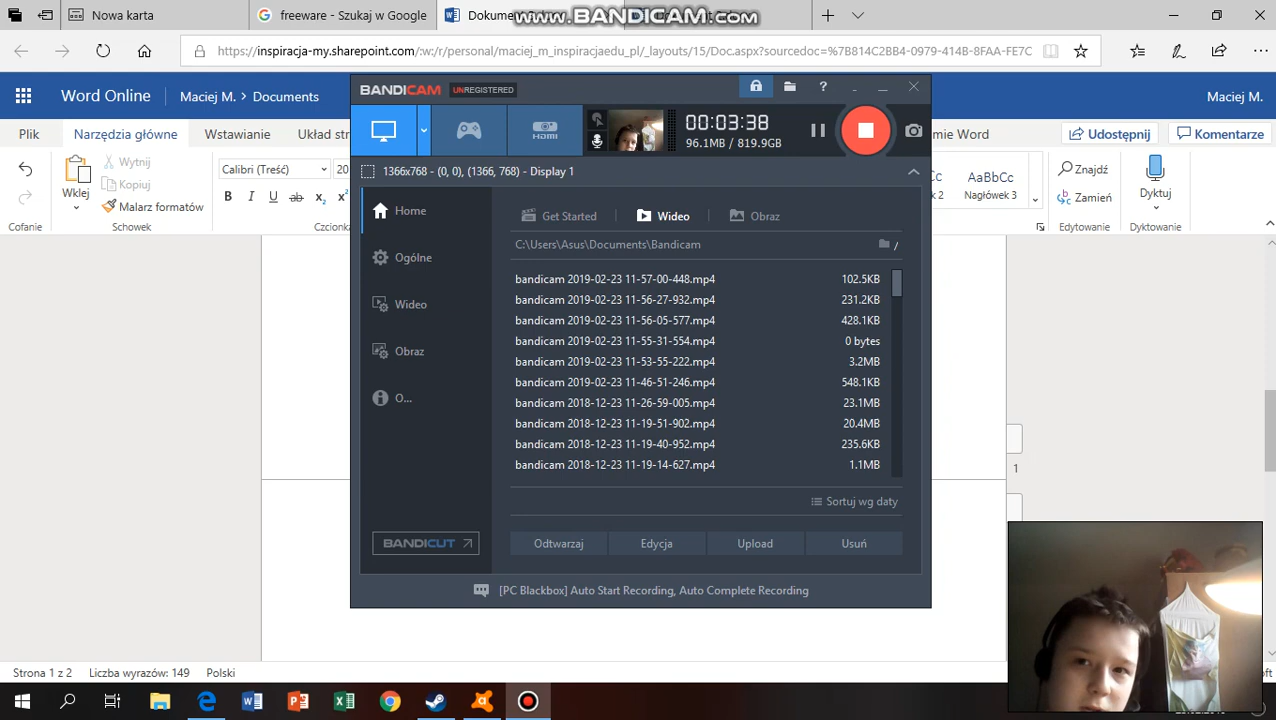 Nowa karta
freeware - Szukaj w Google
Dokum
www.BANDICAM.COM
https://inspiracja-my.sharepoint.com/:w:/r/personal/maciej_m_inspiracjaedu_pl/_layouts/15/Doc.aspx?sourcedoc=%7B814C2BB4-0979-414B-8FAA-FE7C
Word Online
Maciej M. > Documents
Maciej M.
Plik
Narzędzia główne
Wstawianie
Układ str
ie Word
Udostępnij
Komentarze
Wklej
Wytnij
Kopiuj
Malarz formatów
Calibri (Treść)
20
B I U ab x₂ x²
Cofanie
Schowek
Czcionka
cC
AaBbCc
Nagłówek 3
Znajdź
Zamień
Dyktuj
Edytowanie
Dyktowanie
BANDICAM UNREGISTERED
?
HDMI
00:03:38
96.1MB / 819.9GB
1366x768 - (0, 0), (1366, 768) - Display 1
Home
Ogólne
Wideo
Obraz
O...
BANDICUT
Get Started
Wideo
Obraz
C:\Users\Asus\Documents\Bandicam
/
bandicam 2019-02-23 11-57-00-448.mp4 102.5KB
bandicam 2019-02-23 11-56-27-932.mp4 231.2KB
bandicam 2019-02-23 11-56-05-577.mp4 428.1KB
bandicam 2019-02-23 11-55-31-554.mp4 0 bytes
bandicam 2019-02-23 11-53-55-222.mp4 3.2MB
bandicam 2019-02-23 11-46-51-246.mp4 548.1KB
bandicam 2018-12-23 11-26-59-005.mp4 23.1MB
bandicam 2018-12-23 11-19-51-902.mp4 20.4MB
bandicam 2018-12-23 11-19-40-952.mp4 235.6KB
bandicam 2018-12-23 11-19-14-627.mp4 1.1MB
Sortuj wg daty
Odtwarzaj
Edycja
Upload
Usuń
[PC Blackbox] Auto Start Recording, Auto Complete Recording
1
Strona 1 z 2
Liczba wyrazów: 149
Polski